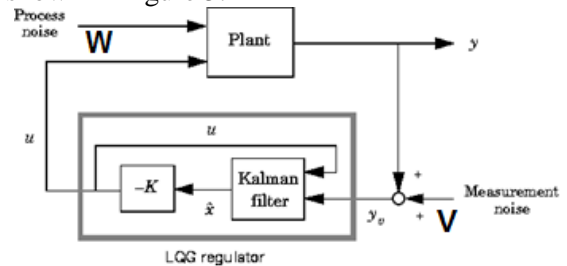 Process
noise
W
Plant
y
u
u
-K
x̂
Kalman
filter
y_v
+
+
V
Measurement
noise
LQG regulator